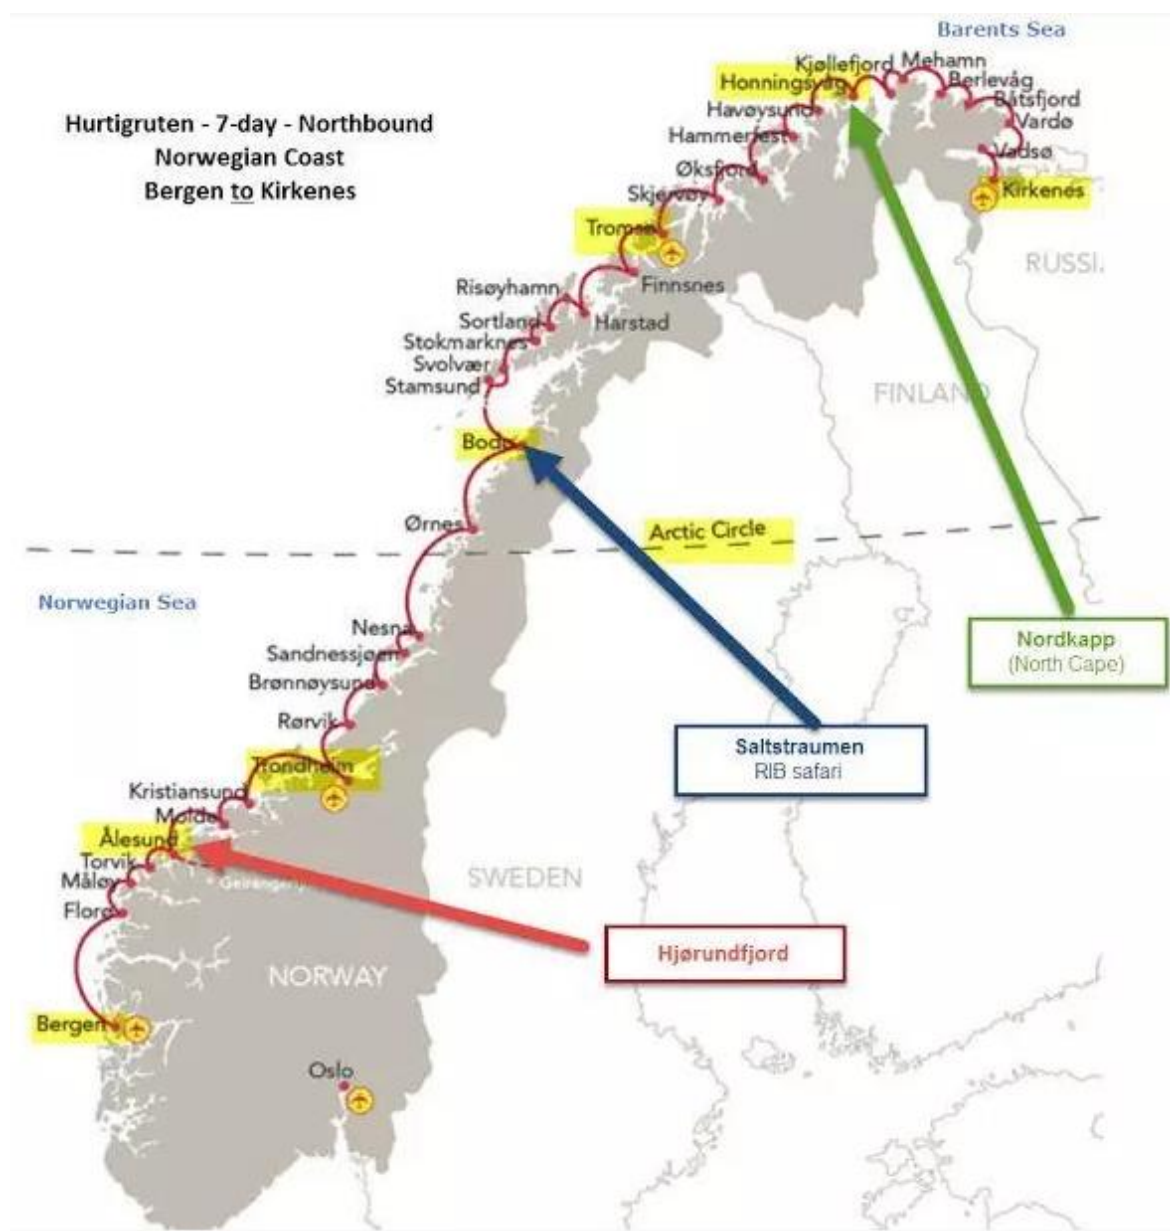 Barents Sea
Hurtigruten - 7-day - Northbound
Norwegian Coast
Bergen to Kirkenes
Kjøllefjord
Mehamn
Honningsvåg
Berlevåg
Båtsfjord
Havøysund
Vardø
Hammerfest
Vadsø
Øksfjord
Kirkenes
Skjervøy
Tromsø
RUSSI
Finnsnes
Risøyhamn
Harstad
Sortland
Stokmarknes
Svolvær
Stamsund
FINLAND
Bodø
Ørnes
Arctic Circle
Norwegian Sea
Nesna
Nordkapp
(North Cape)
Sandnessjøen
Brønnøysund
Rørvik
Saltstraumen
RIB safari
Trondheim
Kristiansund
Molde
Ålesund
Torvik
Måløy
SWEDEN
Florø
Hjørundfjord
NORWAY
Bergen
Oslo